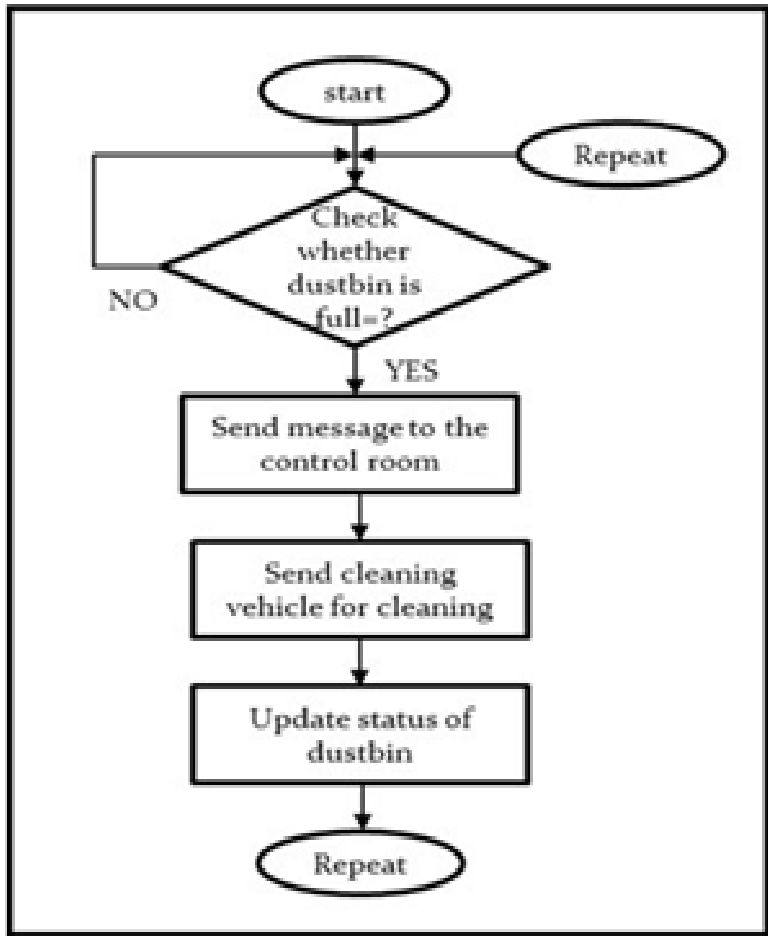 start
Repeat
Check
whether
dustbin is
full=?
NO
YES
Send message to the
control room
Send cleaning
vehicle for cleaning
Update status of
dustbin
Repeat